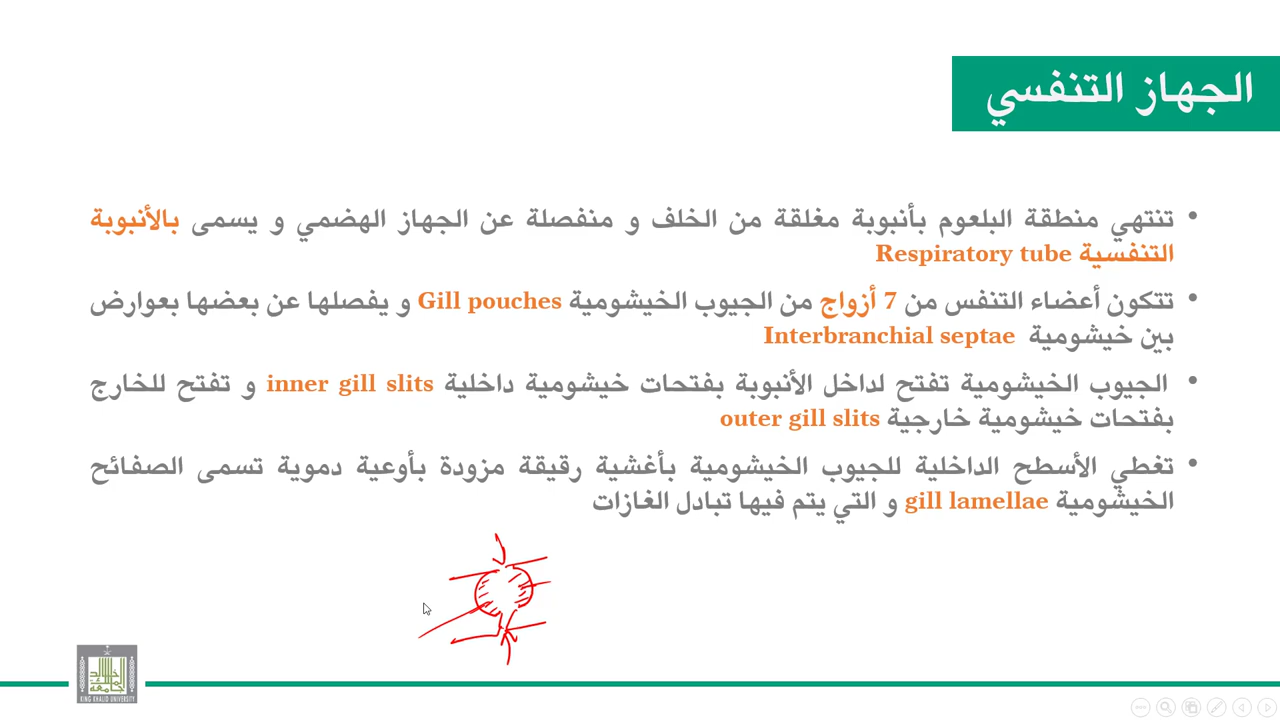 الجهاز التنفسي
• تنتهي منطقة البلعوم بأنبوبة مغلقة من الخلف و منفصلة عن الجهاز الهضمي و يسمى بالأنبوبة
التنفسية Respiratory tube
• تتكون أعضاء التنفس من 7 أزواج من الجيوب الخيشومية Gill pouches و يفصلها عن بعضها بعوارض
بين خيشومية Interbranchial septae
• الجيوب الخيشومية تفتح لداخل الأنبوبة بفتحات خيشومية داخلية inner gill slits و تفتح للخارج
بفتحات خيشومية خارجية outer gill slits
• تغطي الأسطح الداخلية للجيوب الخيشومية بأغشية رقيقة مزودة بأوعية دموية تسمى الصفائح
الخيشومية gill lamellae و التي يتم فيها تبادل الغازات
KING KHALID UNIVERSITY